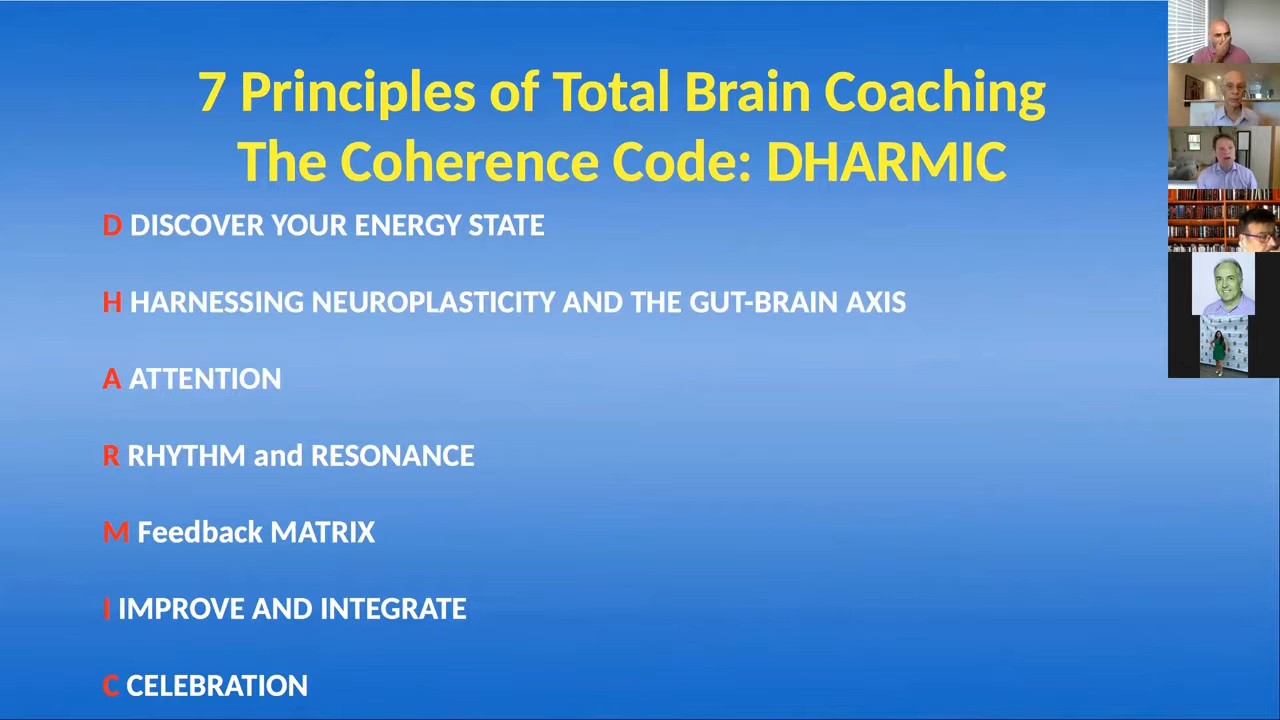 7 Principles of Total Brain Coaching
The Coherence Code: DHARMIC
D DISCOVER YOUR ENERGY STATE
H HARNESSING NEUROPLASTICITY AND THE GUT-BRAIN AXIS
A ATTENTION
R RHYTHM and RESONANCE
M Feedback MATRIX
I IMPROVE AND INTEGRATE
C CELEBRATION